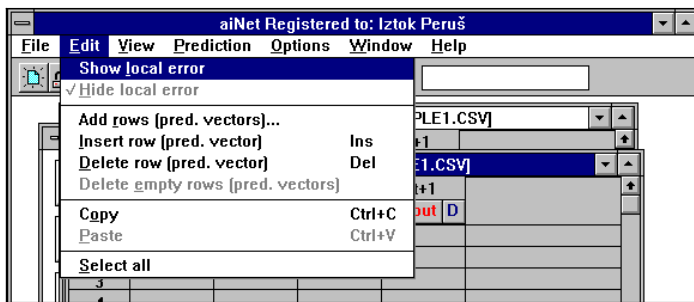 aiNet Registered to: Iztok Peruš
File Edit View Prediction Options Window Help
Show local error
✓Hide local error
PLE1.CSV]
Add rows (pred. vectors)...
Insert row (pred. vector) Ins
+1
Delete row (pred. vector) Del
E1.CSV]
Delete empty rows (pred. vectors)
t+1
Copy Ctrl+C
out D
Paste Ctrl+V
Select all
3